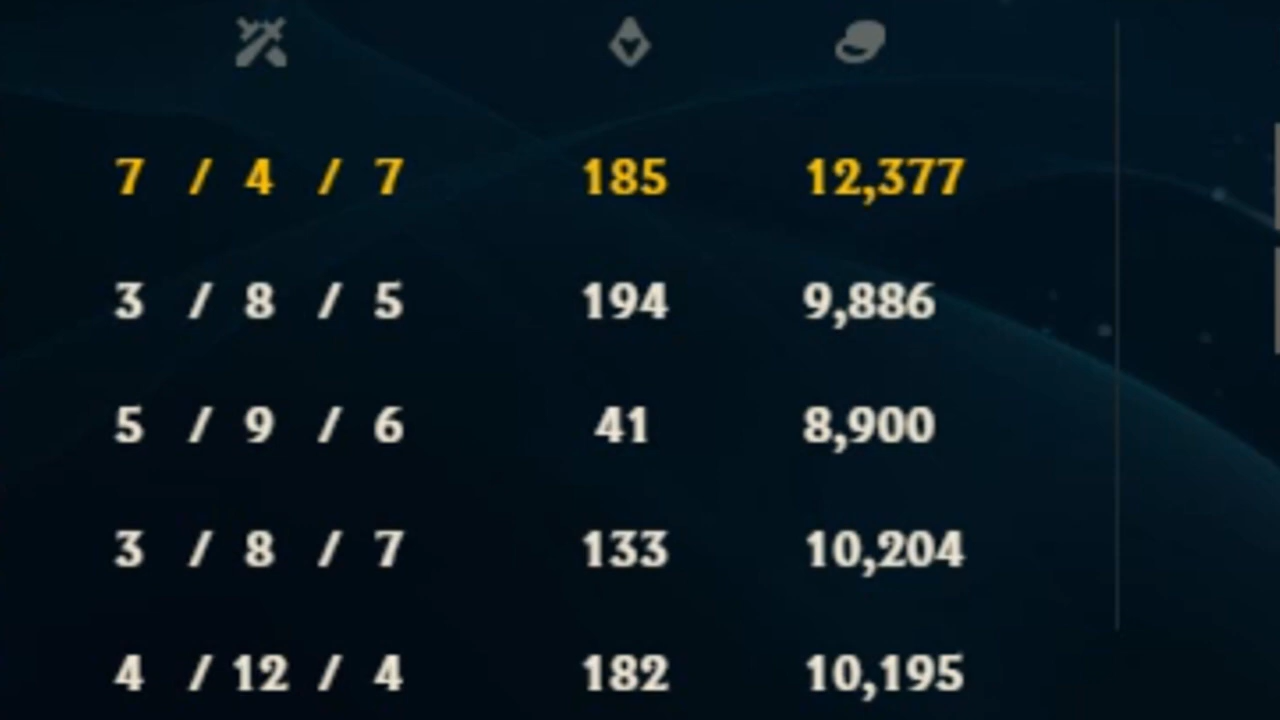 7 / 4 / 7 185 12,377
3 / 8 / 5 194 9,886
5 / 9 / 6 41 8,900
3 / 8 / 7 133 10,204
4 / 12 / 4 182 10,195